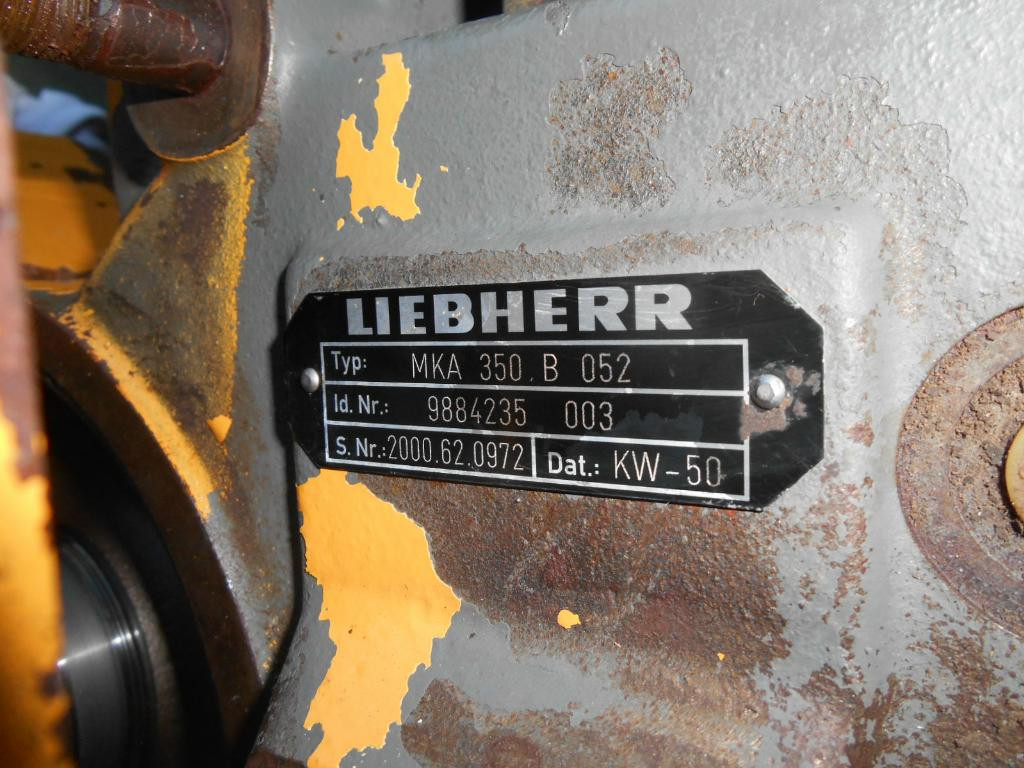 LIEBHERR
Typ: MKA 350 B 052
Id. Nr.: 9884235 003
S. Nr.: 2000.62.0972 Dat.: KW-50